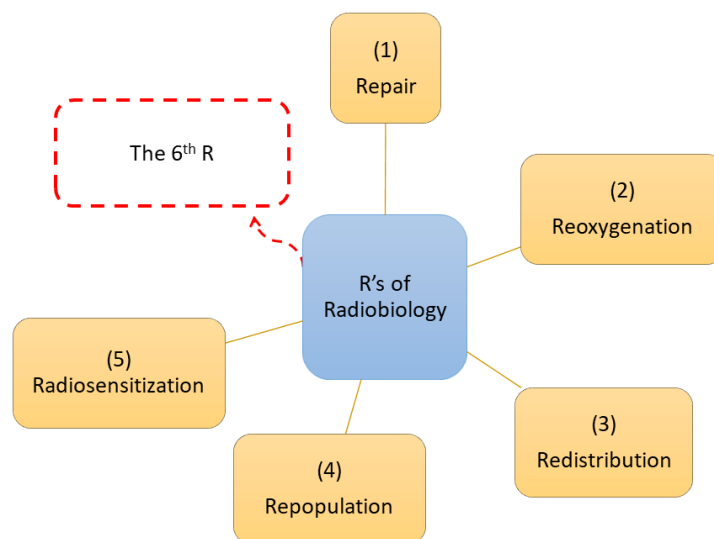 (1)
Repair
The 6th R
(2)
Reoxygenation
R's of
Radiobiology
(5)
Radiosensitization
(3)
Redistribution
(4)
Repopulation